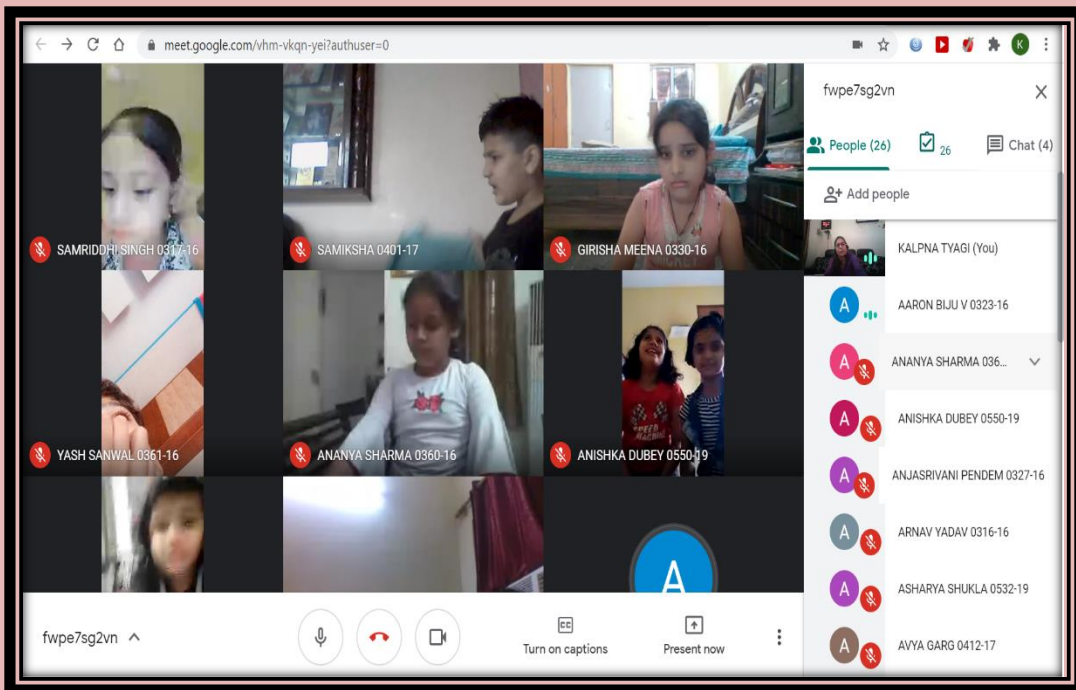 meet.google.com/vhm-vkqn-yei?authuser=0
K
fwpe7sg2vn
People (26)
26
Chat (4)
Add people
SAMRIDDHI SINGH 0317-16
SAMIKSHA 0401-17
GIRISHA MEENA 0330-16
YASH SANWAL 0361-16
ANANYA SHARMA 0360-16
SPEED
ANISHKA DUBEY 0550-19
A
KALPNA TYAGI (You)
A
AARON BIJU V 0323-16
A
ANANYA SHARMA 036...
A
ANISHKA DUBEY 0550-19
A
ANJASRIVANI PENDEM 0327-16
A
ARNAV YADAV 0316-16
A
ASHARYA SHUKLA 0532-19
A
AVYA GARG 0412-17
fwpe7sg2vn
CC
Turn on captions
Present now